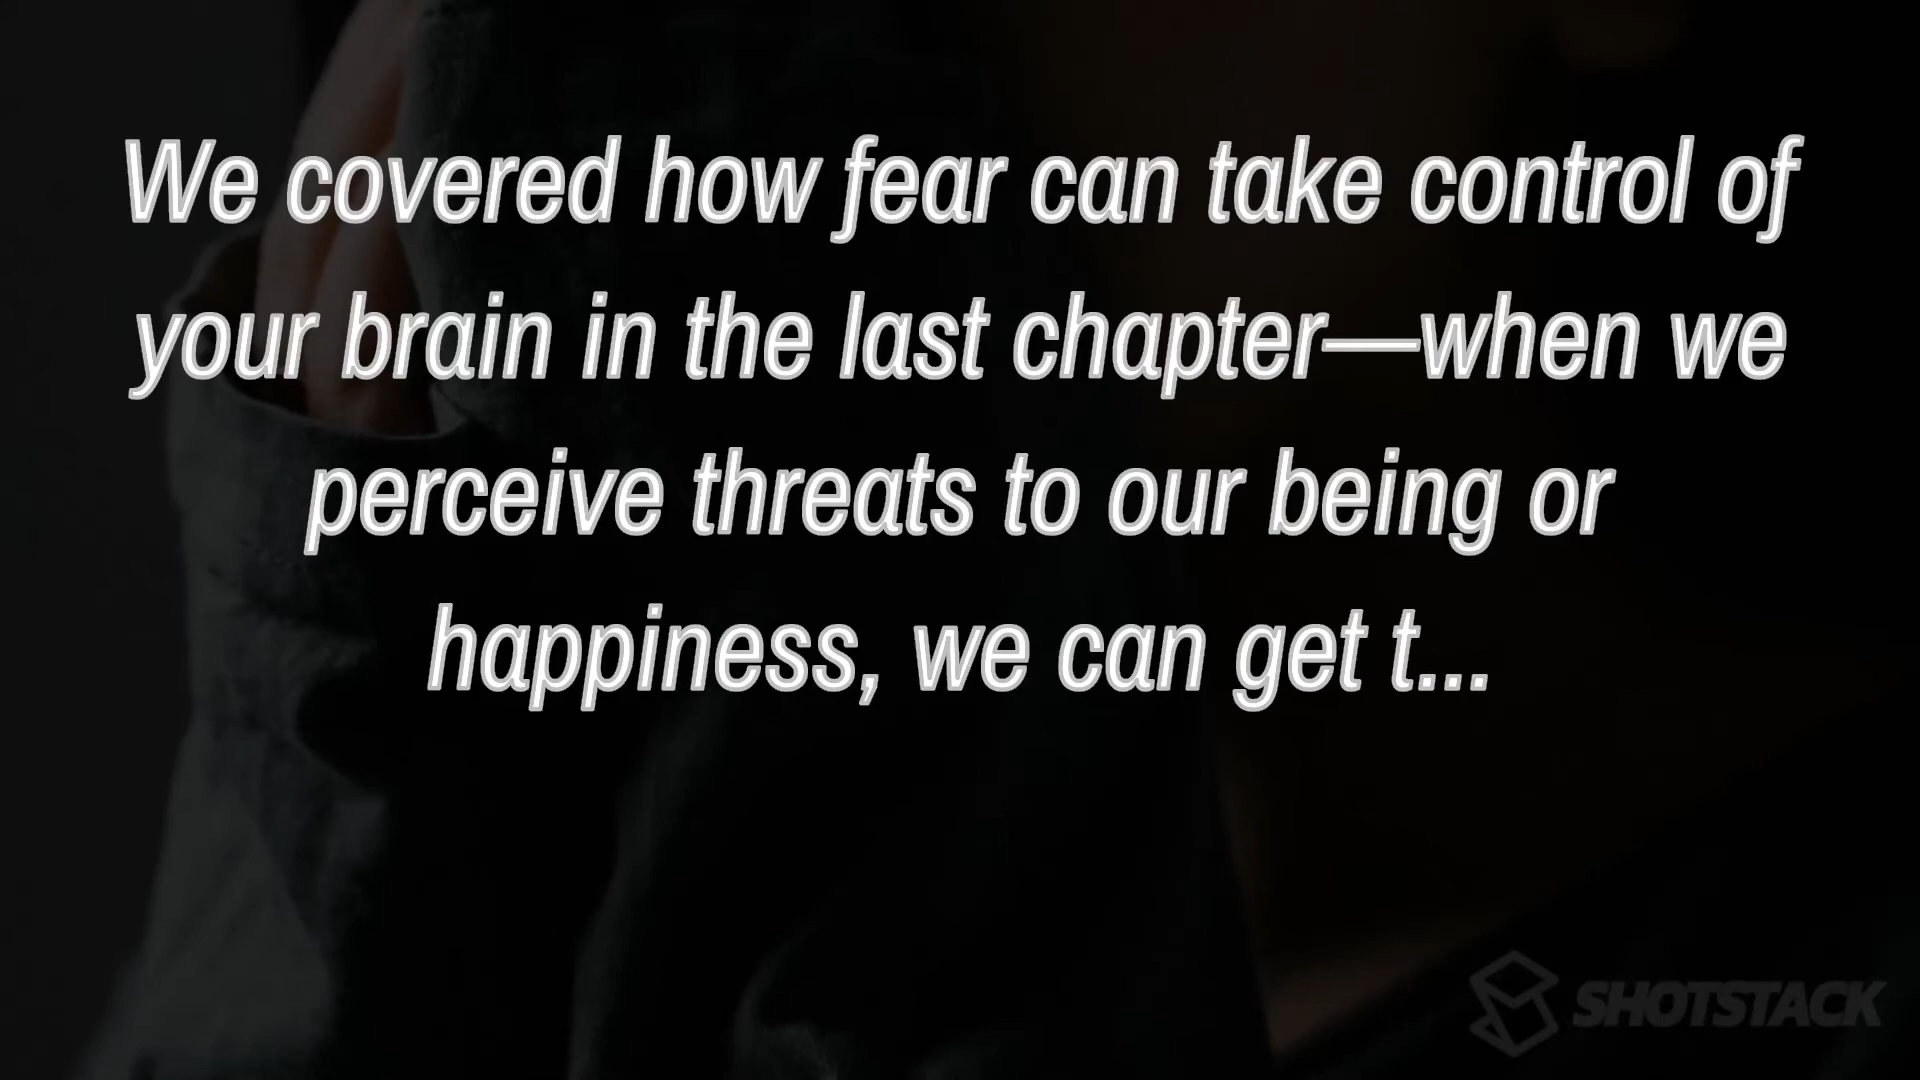 We covered how fear can take control of
your brain in the last chapter—when we
perceive threats to our being or
happiness, we can get t...
SHOTSTACK